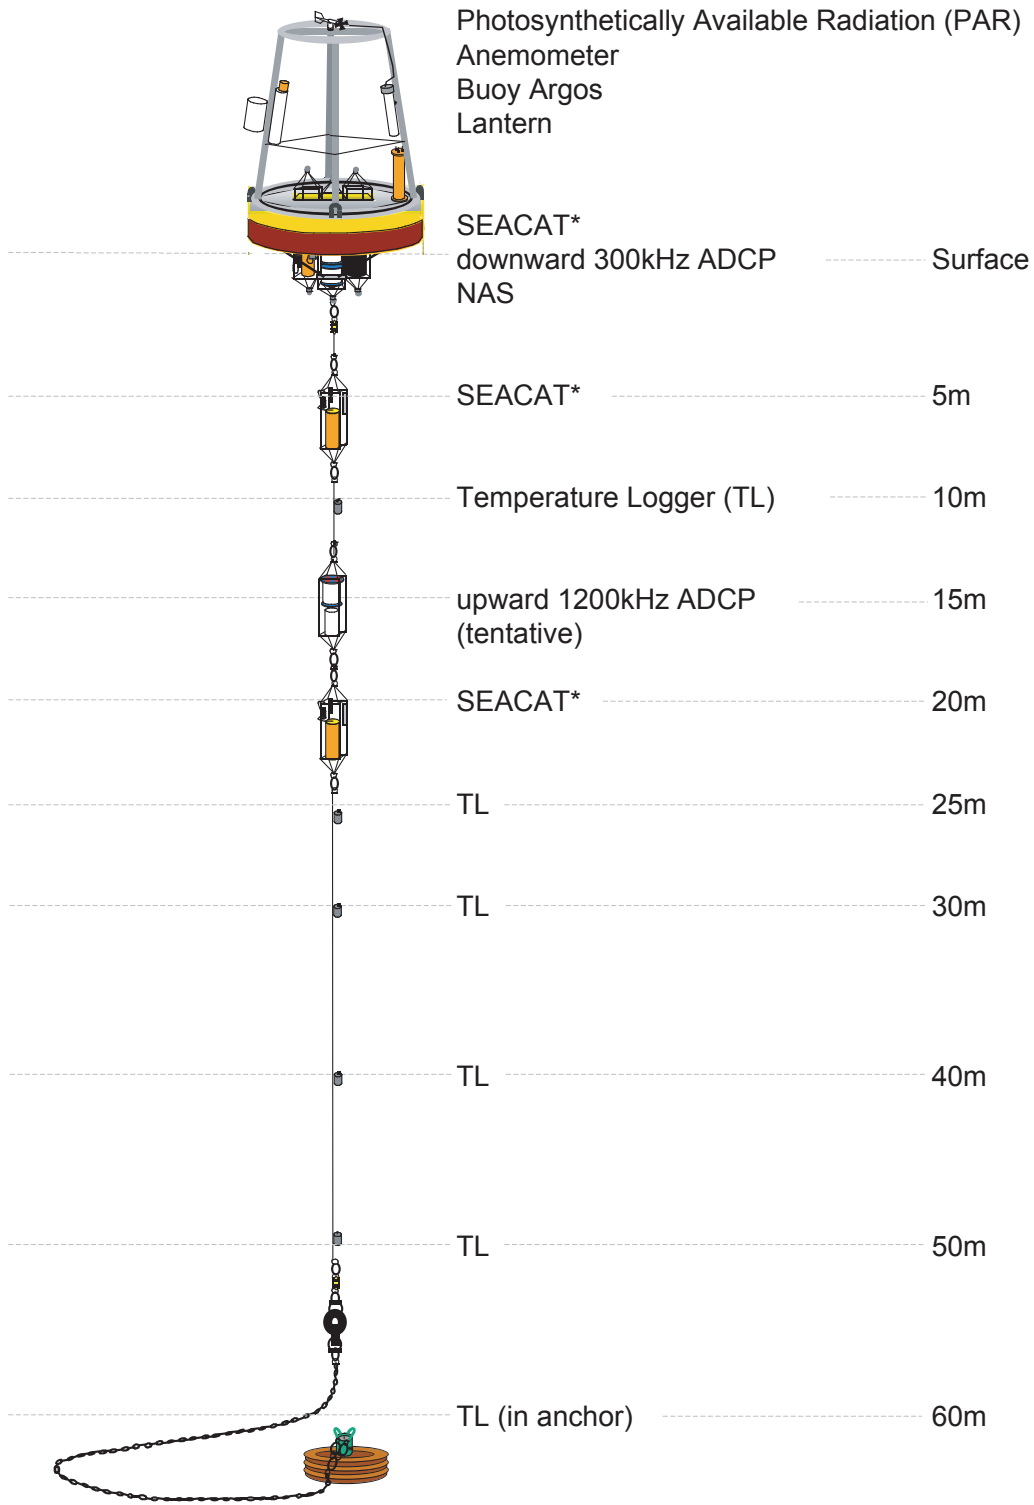 Photosynthetically Available Radiation (PAR)
Anemometer
Buoy Argos
Lantern
SEACAT*
downward 300kHz ADCP Surface
NAS
SEACAT* 5m
Temperature Logger (TL) 10m
upward 1200kHz ADCP 15m
(tentative)
SEACAT* 20m
TL 25m
TL 30m
TL 40m
TL 50m
TL (in anchor) 60m